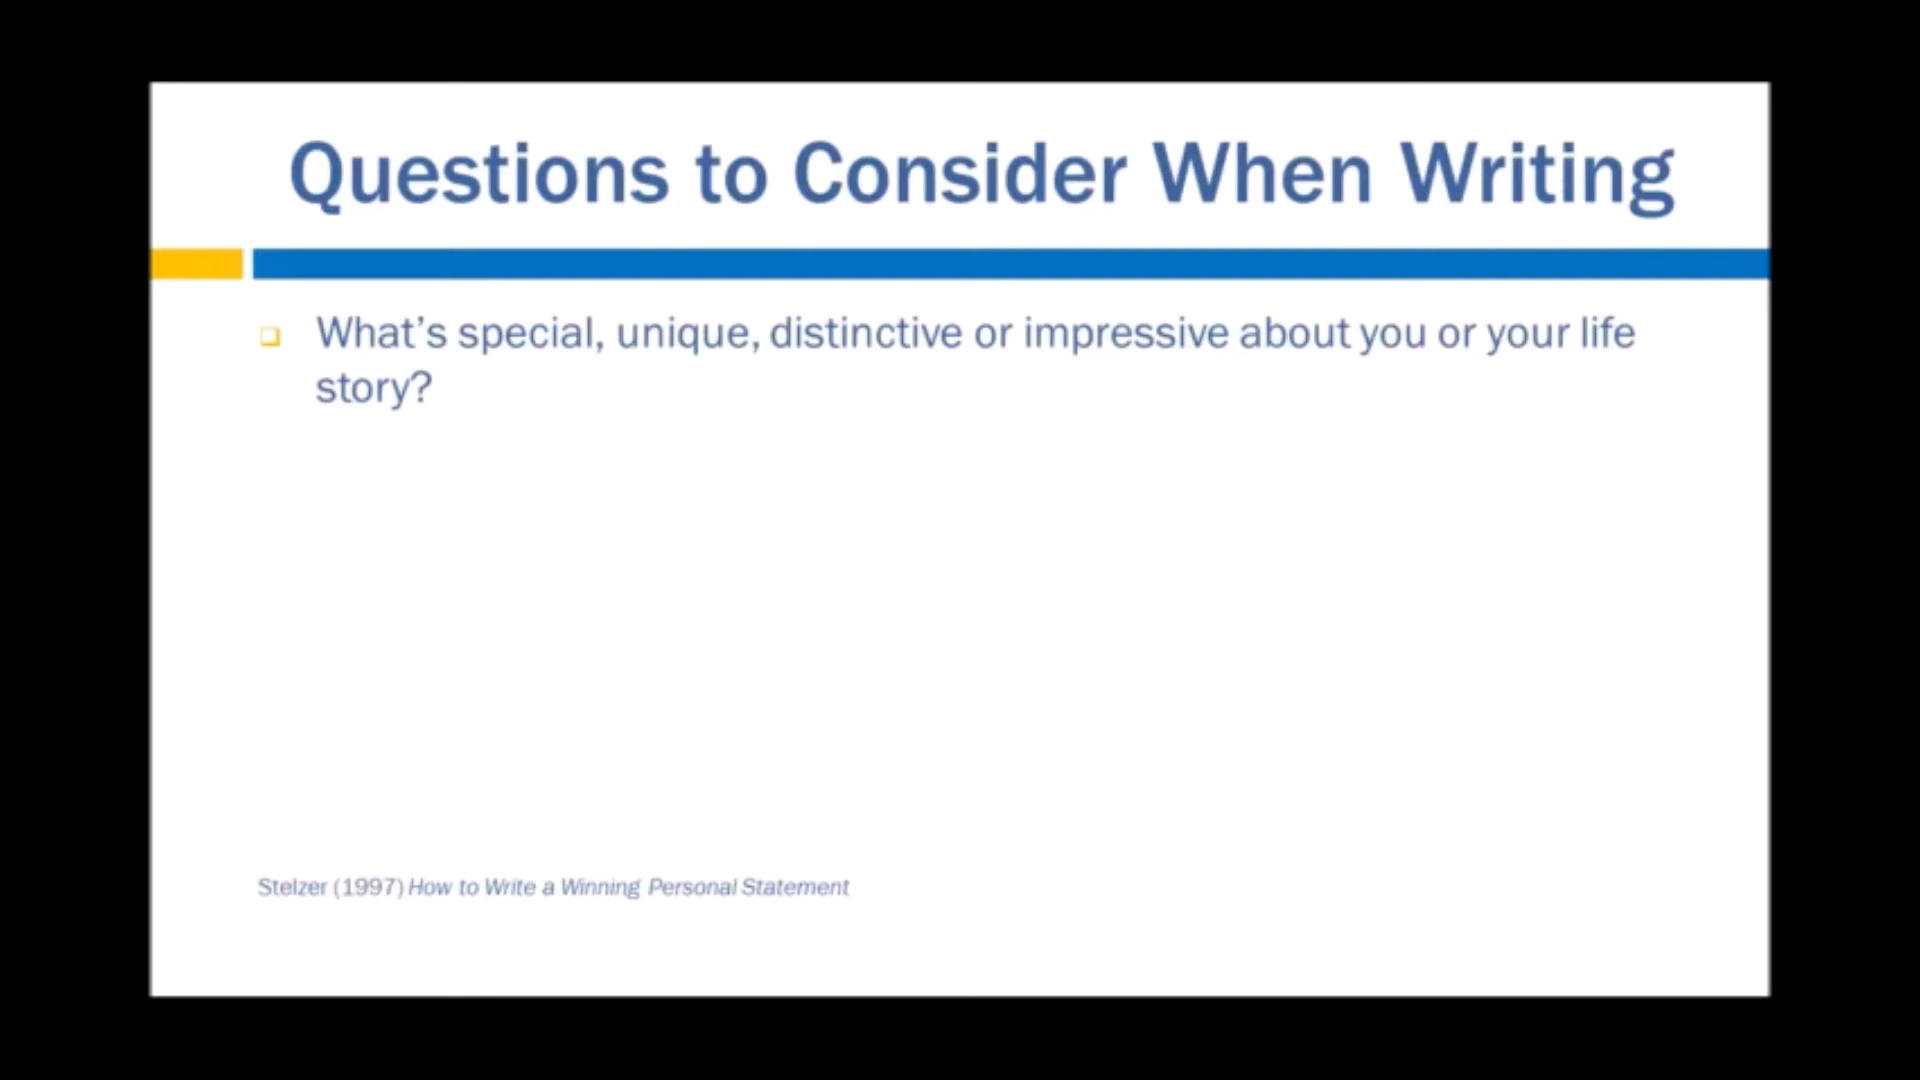 Questions to Consider When Writing
What’s special, unique, distinctive or impressive about you or your life
story?
Stelzer (1997) How to Write a Winning Personal Statement